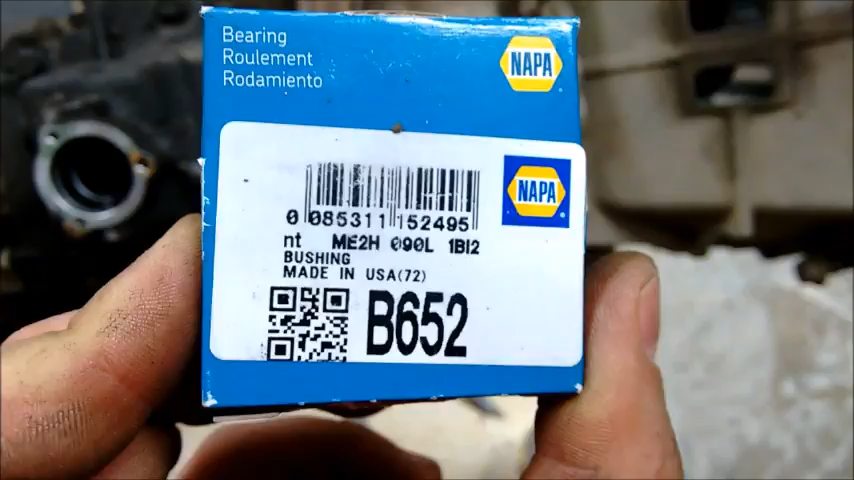 Bearing
Roulement
Rodamiento
NAPA
NAPA
0 085311 152495
nt ME2H 090L 1BI2
BUSHING
MADE IN USA(72)
B652